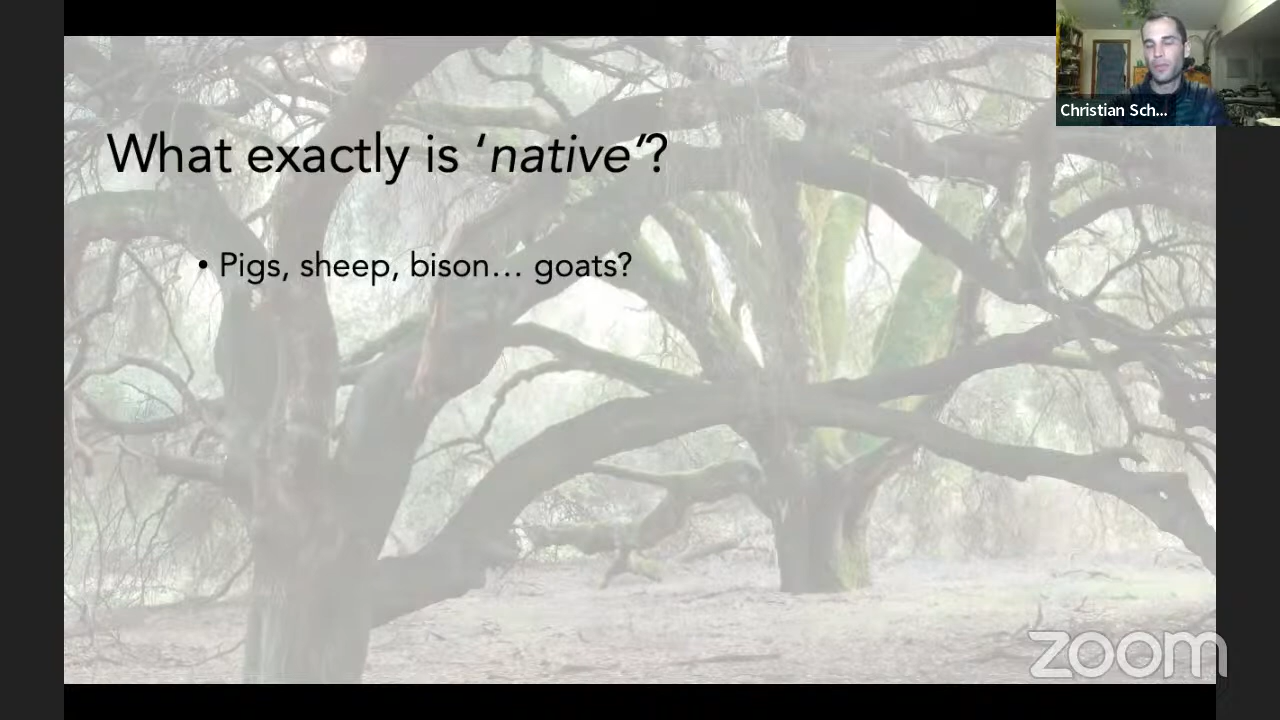 Christian Sch...
What exactly is ‘native’?
• Pigs, sheep, bison… goats?
zoom